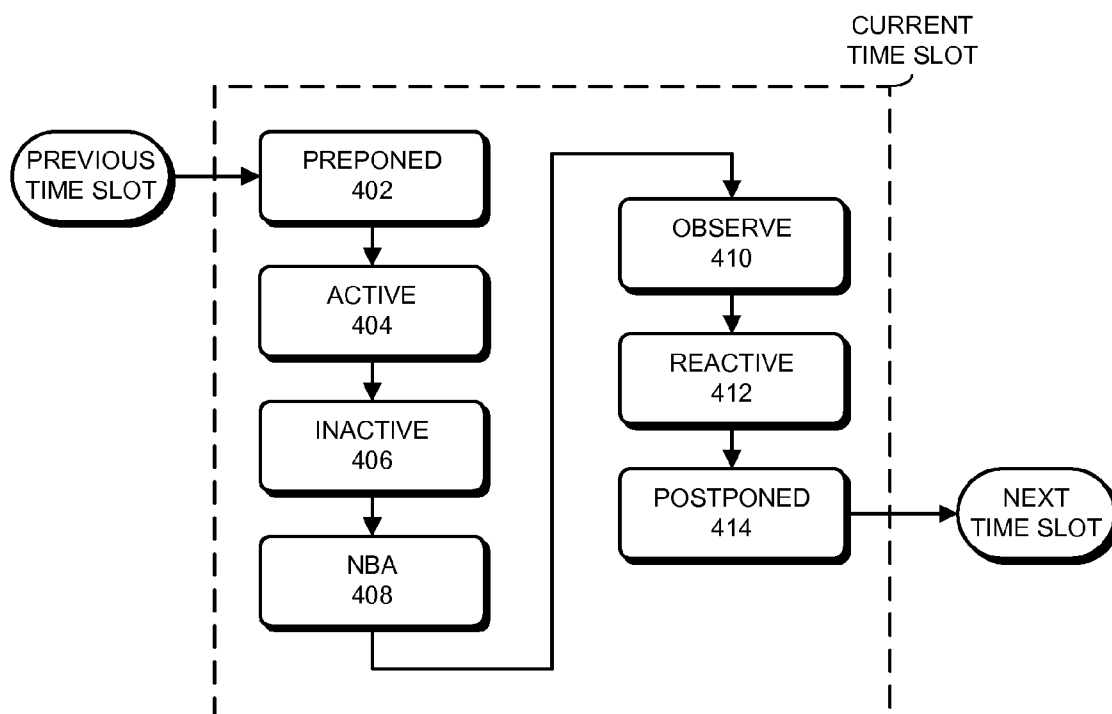 CURRENT
TIME SLOT
PREVIOUS
TIME SLOT
PREPONED
402
ACTIVE
404
INACTIVE
406
NBA
408
OBSERVE
410
REACTIVE
412
POSTPONED
414
NEXT
TIME SLOT